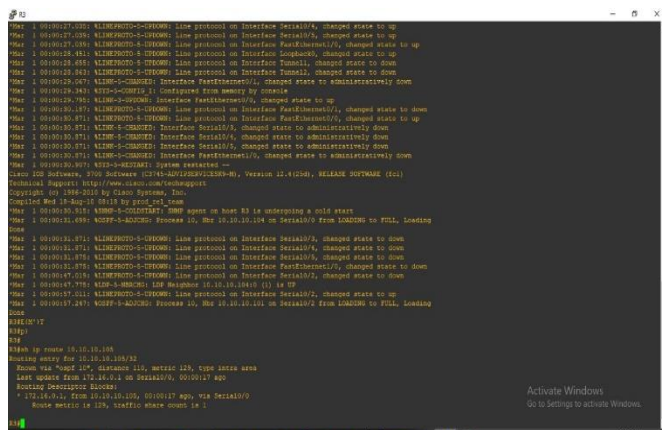 R3
*Mar 1 00:00:27.035: %LINEPROTO-5-UPDOWN: Line protocol on Interface Serial0/4, changed state to up
*Mar 1 00:00:27.039: %LINEPROTO-5-UPDOWN: Line protocol on Interface Serial0/5, changed state to up
*Mar 1 00:00:27.039: %LINEPROTO-5-UPDOWN: Line protocol on Interface FastEthernet1/0, changed state to up
*Mar 1 00:00:28.451: %LINEPROTO-5-UPDOWN: Line protocol on Interface Loopback0, changed state to up
*Mar 1 00:00:28.655: %LINEPROTO-5-UPDOWN: Line protocol on Interface Tunnel1, changed state to down
*Mar 1 00:00:28.863: %LINEPROTO-5-UPDOWN: Line protocol on Interface Tunnel2, changed state to down
*Mar 1 00:00:29.067: %LINK-5-CHANGED: Interface FastEthernet0/1, changed state to administratively down
*Mar 1 00:00:29.343: %SYS-5-CONFIG_I: Configured from memory by console
*Mar 1 00:00:29.795: %LINK-3-UPDOWN: Interface FastEthernet0/0, changed state to up
*Mar 1 00:00:30.187: %LINEPROTO-5-UPDOWN: Line protocol on Interface FastEthernet0/1, changed state to down
*Mar 1 00:00:30.871: %LINEPROTO-5-UPDOWN: Line protocol on Interface FastEthernet0/0, changed state to up
*Mar 1 00:00:30.871: %LINK-5-CHANGED: Interface Serial0/3, changed state to administratively down
*Mar 1 00:00:30.871: %LINK-5-CHANGED: Interface Serial0/4, changed state to administratively down
*Mar 1 00:00:30.871: %LINK-5-CHANGED: Interface Serial0/5, changed state to administratively down
*Mar 1 00:00:30.871: %LINK-5-CHANGED: Interface FastEthernet1/0, changed state to administratively down
*Mar 1 00:00:30.907: %SYS-5-RESTART: System restarted --
Cisco IOS Software, 3700 Software (C3745-ADVIPSERVICESK9-M), Version 12.4(25d), RELEASE SOFTWARE (fc1)
Technical Support: http://www.cisco.com/techsupport
Copyright (c) 1986-2010 by Cisco Systems, Inc.
Compiled Wed 18-Aug-10 08:18 by prod_rel_team
*Mar 1 00:00:30.915: %SNMP-5-COLDSTART: SNMP agent on host R3 is undergoing a cold start
*Mar 1 00:00:31.699: %OSPF-5-ADJCHG: Process 10, Nbr 10.10.10.104 on Serial0/0 from LOADING to FULL, Loading
Done
*Mar 1 00:00:31.871: %LINEPROTO-5-UPDOWN: Line protocol on Interface Serial0/3, changed state to down
*Mar 1 00:00:31.871: %LINEPROTO-5-UPDOWN: Line protocol on Interface Serial0/4, changed state to down
*Mar 1 00:00:31.875: %LINEPROTO-5-UPDOWN: Line protocol on Interface Serial0/5, changed state to down
*Mar 1 00:00:31.875: %LINEPROTO-5-UPDOWN: Line protocol on Interface FastEthernet1/0, changed state to down
*Mar 1 00:00:47.015: %LINEPROTO-5-UPDOWN: Line protocol on Interface Serial0/2, changed state to down
*Mar 1 00:00:47.775: %LDP-5-NBRCHG: LDP Neighbor 10.10.10.104:0 (1) is UP
*Mar 1 00:00:57.011: %LINEPROTO-5-UPDOWN: Line protocol on Interface Serial0/2, changed state to up
*Mar 1 00:00:57.247: %OSPF-5-ADJCHG: Process 10, Nbr 10.10.10.101 on Serial0/2 from LOADING to FULL, Loading
Done
R3#
R3#sh ip route 10.10.10.105
Routing entry for 10.10.10.105/32
Known via "ospf 10", distance 110, metric 129, type intra area
Last update from 172.16.0.1 on Serial0/0, 00:00:17 ago
Routing Descriptor Blocks:
* 172.16.0.1, from 10.10.10.105, 00:00:17 ago, via Serial0/0
Route metric is 129, traffic share count is 1
R3#
Activate Windows
Go to Settings to activate Windows.